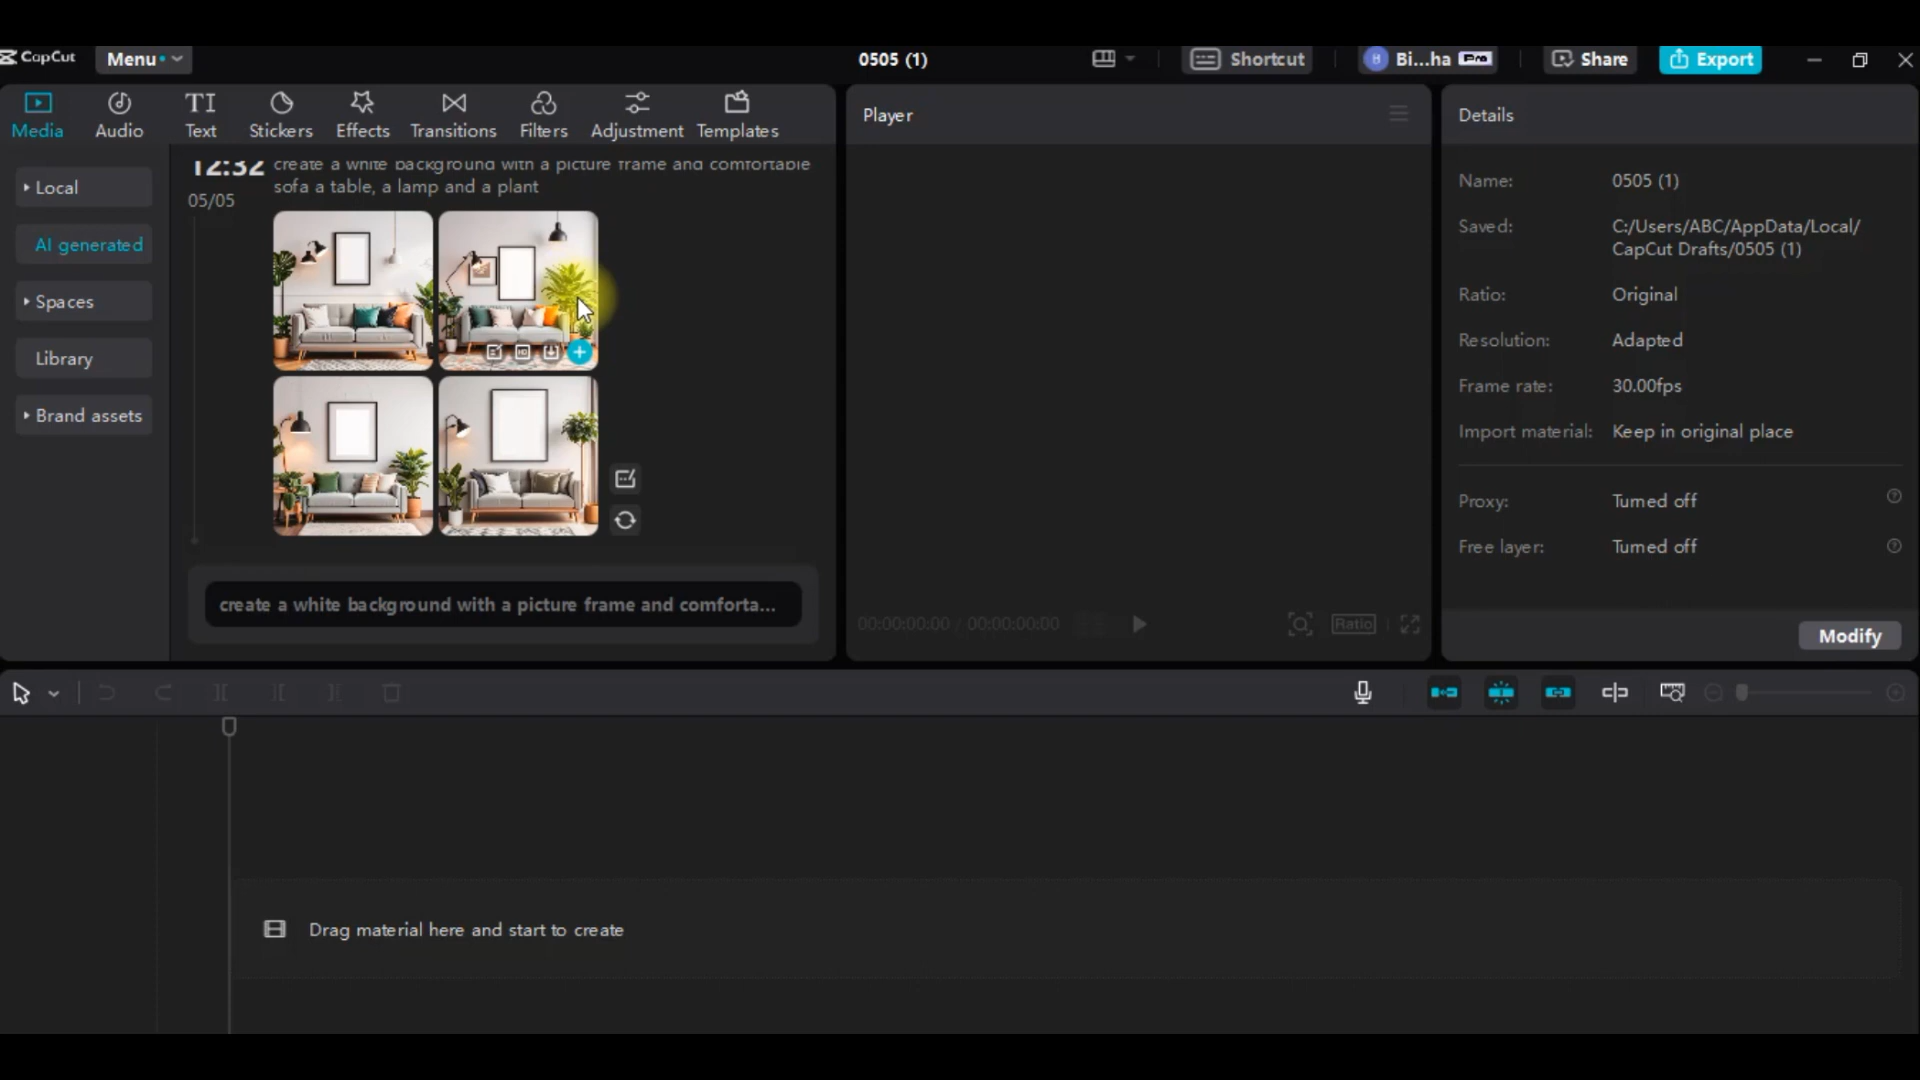 CapCut
Menu
0505 (1)
Shortcut
Bi...ha Pro
Share
Export
Media
Audio
TI
Text
Stickers
Effects
Transitions
Filters
Adjustment
Templates
Player
Details
Local
AI generated
Spaces
Library
Brand assets
12:32
05/05
create a white background with a picture frame and comfortable
sofa a table, a lamp and a plant
HD
create a white background with a picture frame and comforta...
00:00:00:00 / 00:00:00:00
Ratio
Name: 0505 (1)
Saved: C:/Users/ABC/AppData/Local/
CapCut Drafts/0505 (1)
Ratio: Original
Resolution: Adapted
Frame rate: 30.00fps
Import material: Keep in original place
Proxy: Turned off
Free layer: Turned off
Modify
Drag material here and start to create